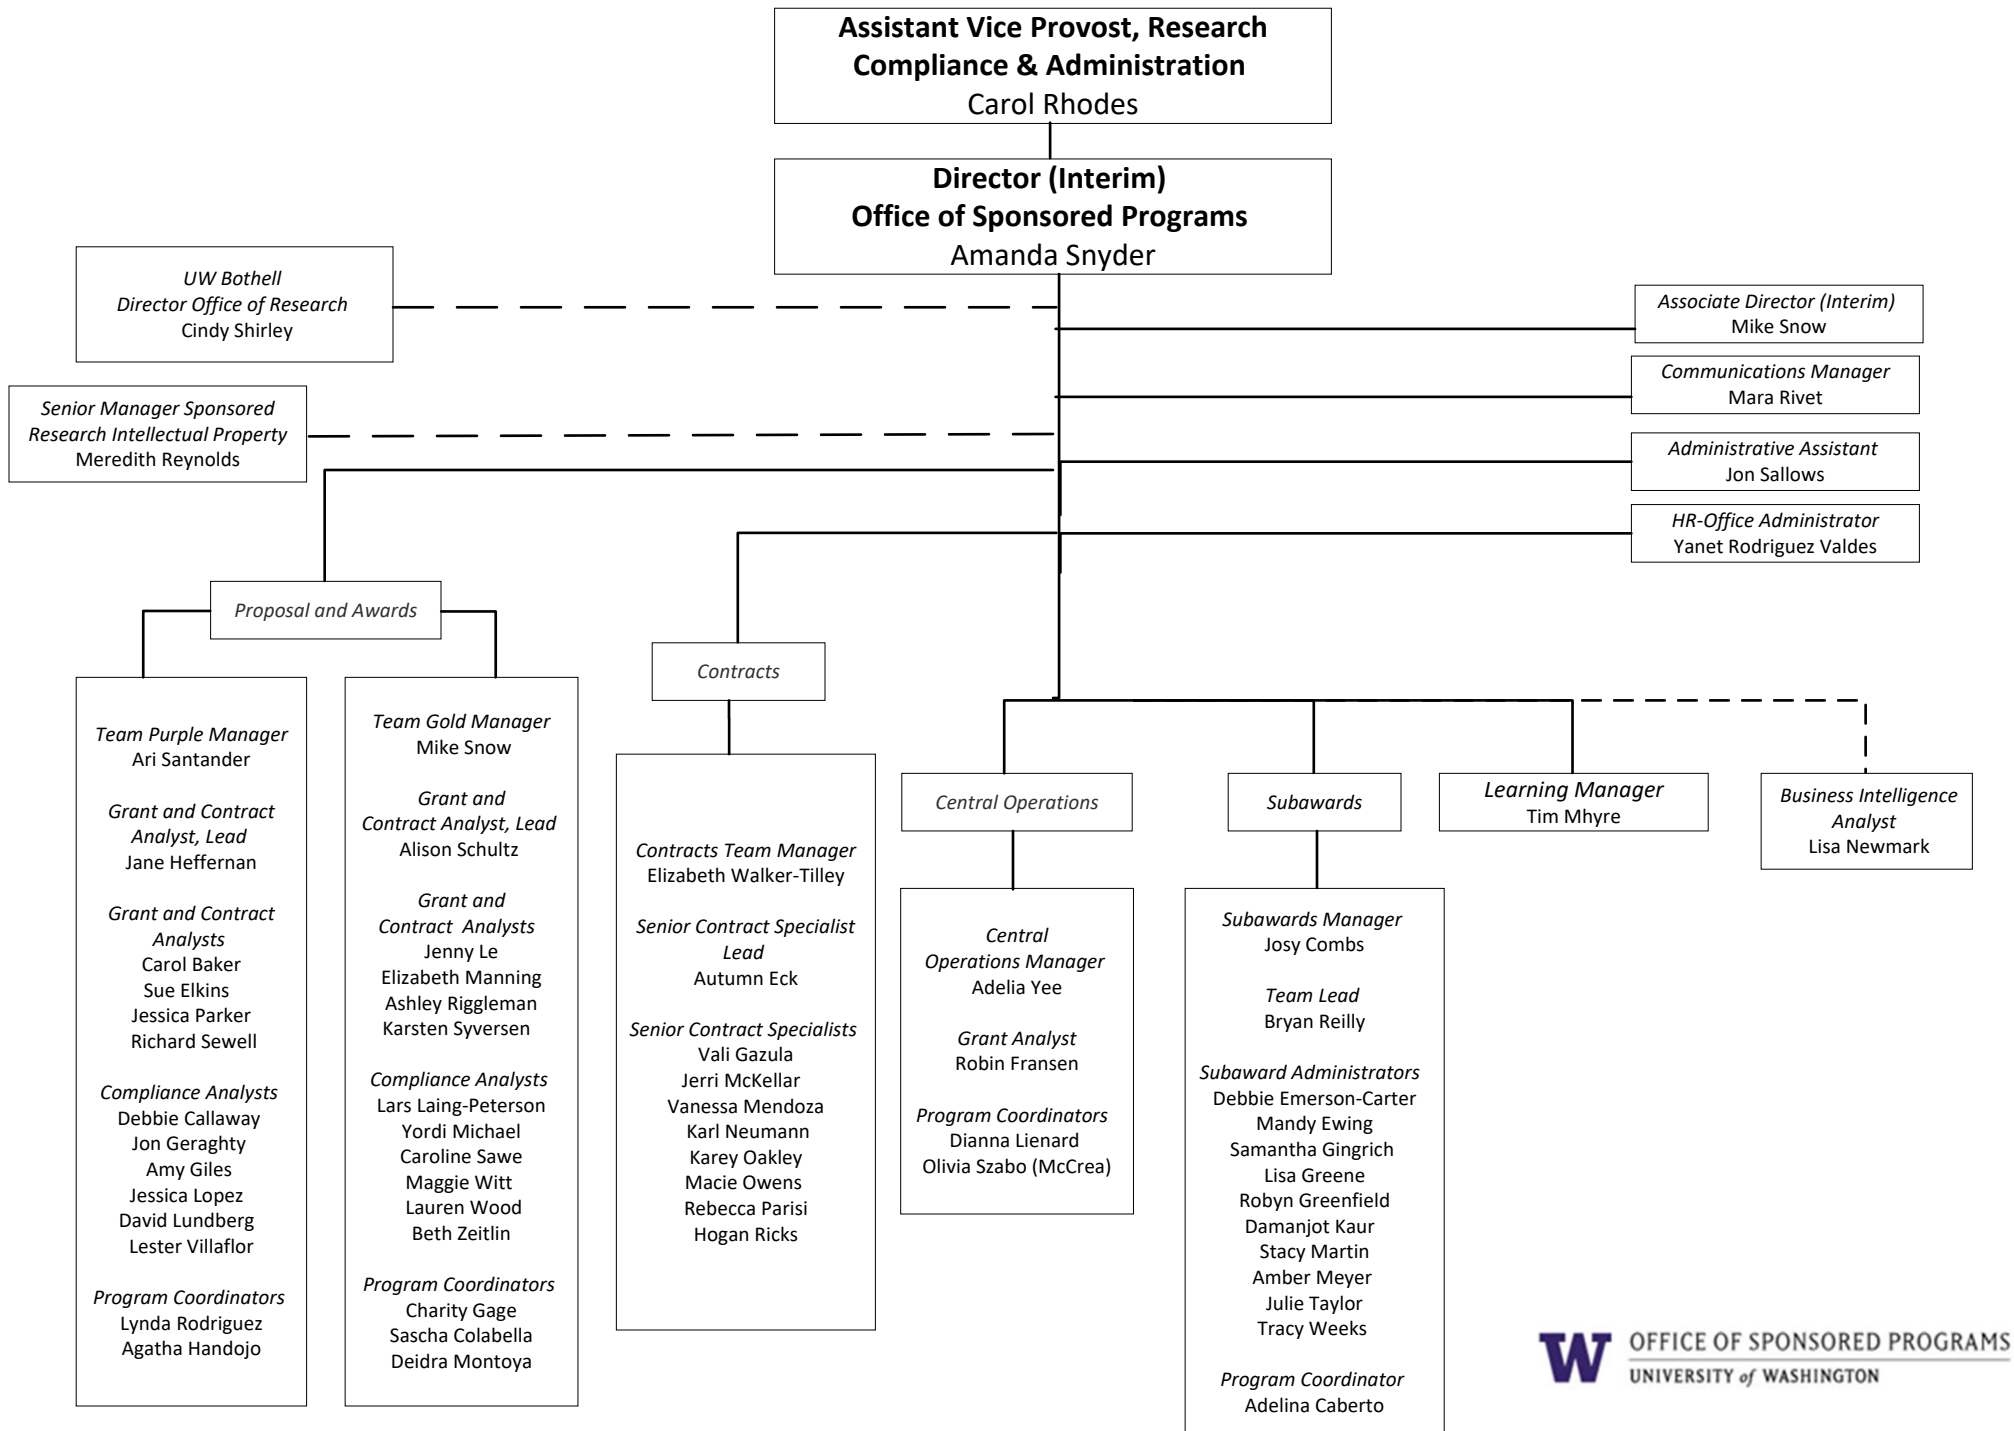 Assistant Vice Provost, Research
Compliance & Administration
Carol Rhodes
Director (Interim)
Office of Sponsored Programs
Amanda Snyder
UW Bothell
Director Office of Research
Cindy Shirley
Associate Director (Interim)
Mike Snow
Communications Manager
Mara Rivet
Senior Manager Sponsored
Research Intellectual Property
Meredith Reynolds
Administrative Assistant
Jon Sallows
HR-Office Administrator
Yanet Rodriguez Valdes
Proposal and Awards
Team Purple Manager
Ari Santander
Grant and Contract
Analyst, Lead
Jane Heffernan
Grant and Contract
Analysts
Carol Baker
Sue Elkins
Jessica Parker
Richard Sewell
Compliance Analysts
Debbie Callaway
Jon Geraghty
Amy Giles
Jessica Lopez
David Lundberg
Lester Villaflor
Program Coordinators
Lynda Rodriguez
Agatha Handojo
Team Gold Manager
Mike Snow
Grant and
Contract Analyst, Lead
Alison Schultz
Grant and
Contract Analysts
Jenny Le
Elizabeth Manning
Ashley Riggleman
Karsten Syversen
Compliance Analysts
Lars Laing-Peterson
Yordi Michael
Caroline Sawe
Maggie Witt
Lauren Wood
Beth Zeitlin
Program Coordinators
Charity Gage
Sascha Colabella
Deidra Montoya
Contracts
Contracts Team Manager
Elizabeth Walker-Tilley
Senior Contract Specialist
Lead
Autumn Eck
Senior Contract Specialists
Vali Gazula
Jerri McKellar
Vanessa Mendoza
Karl Neumann
Karey Oakley
Macie Owens
Rebecca Parisi
Hogan Ricks
Central Operations
Central
Operations Manager
Adelia Yee
Grant Analyst
Robin Fransen
Program Coordinators
Dianna Lienard
Olivia Szabo (McCrea)
Subawards
Subawards Manager
Josy Combs
Team Lead
Bryan Reilly
Subaward Administrators
Debbie Emerson-Carter
Mandy Ewing
Samantha Gingrich
Lisa Greene
Robyn Greenfield
Damanjot Kaur
Stacy Martin
Amber Meyer
Julie Taylor
Tracy Weeks
Program Coordinator
Adelina Caberto
Learning Manager
Tim Mhyre
Business Intelligence
Analyst
Lisa Newmark
W
OFFICE OF SPONSORED PROGRAMS
UNIVERSITY of WASHINGTON